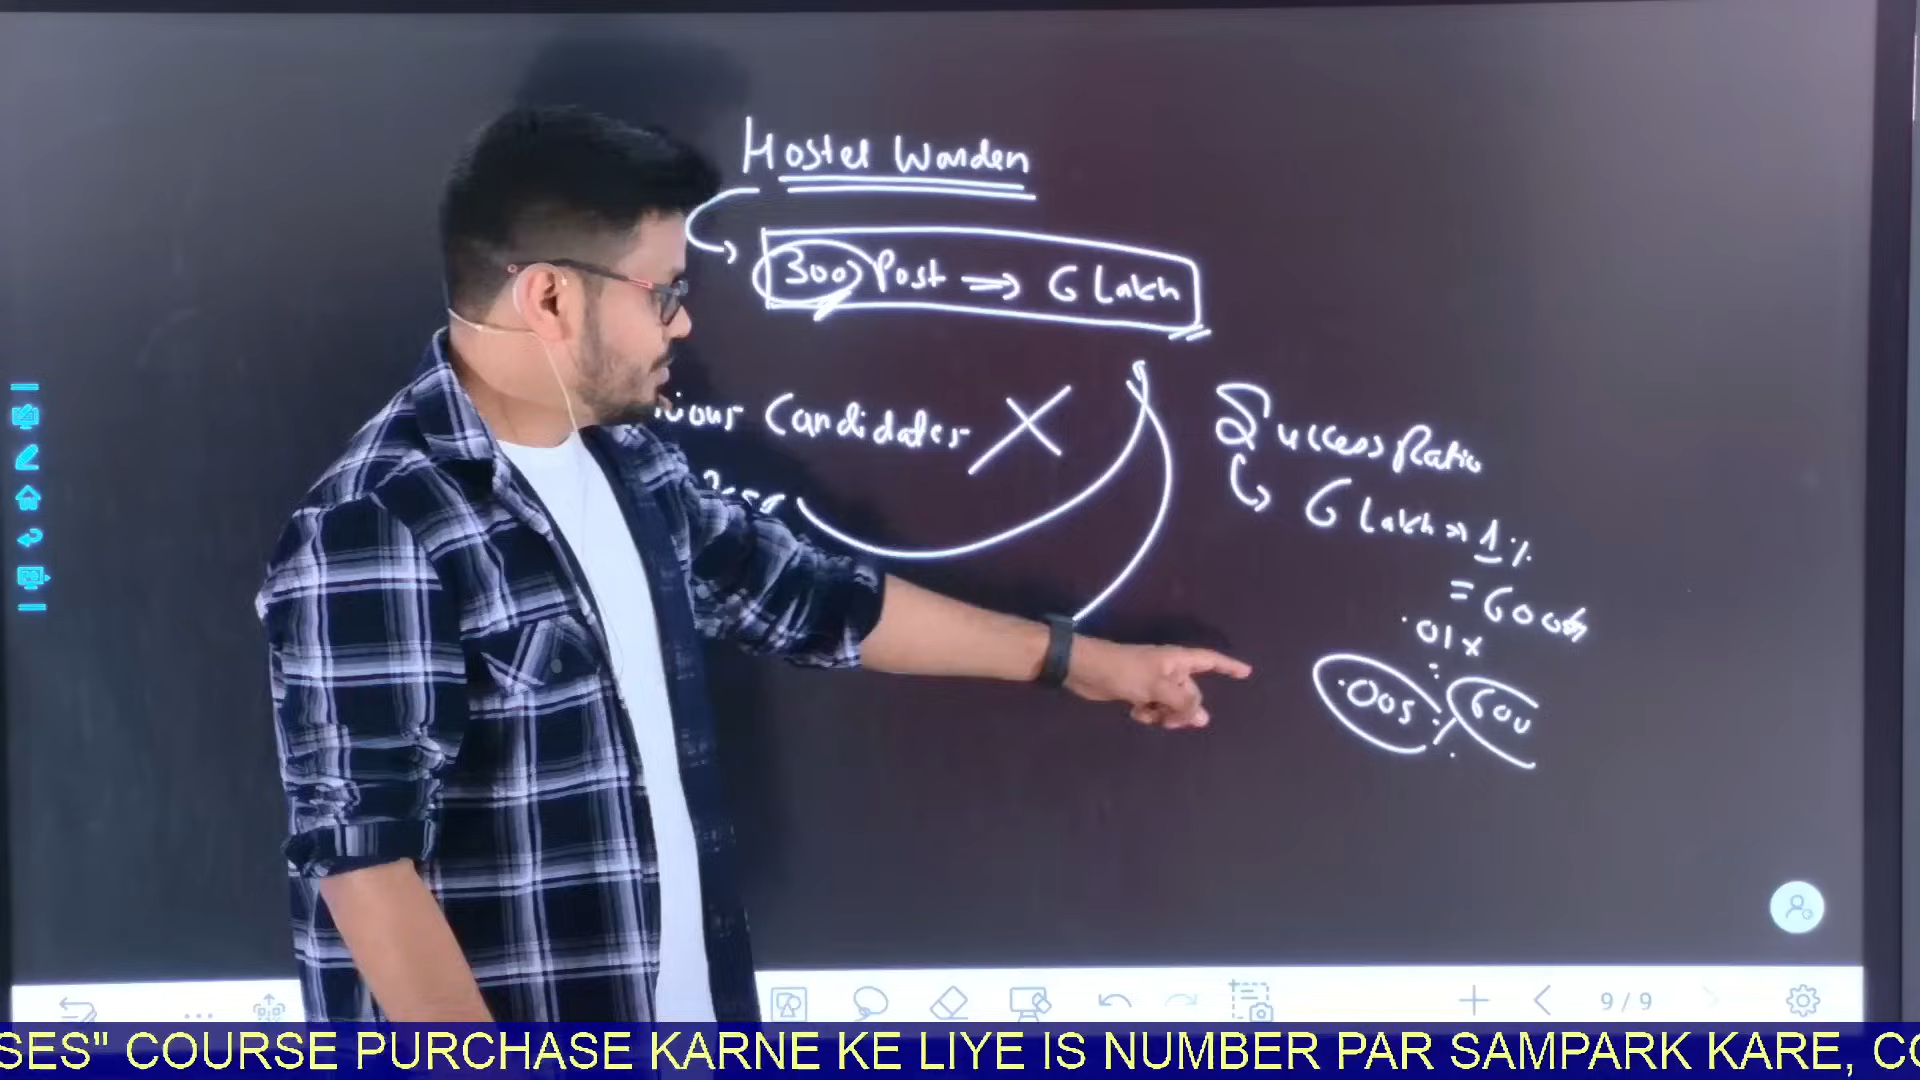 Hostel Warden
300 Post => 6 Lakh
Candidates
Success Ratio
6 Lakh => 1%
= 6000
.01 x
.005 600
9/9
SES" COURSE PURCHASE KARNE KE LIYE IS NUMBER PAR SAMPARK KARE, CO